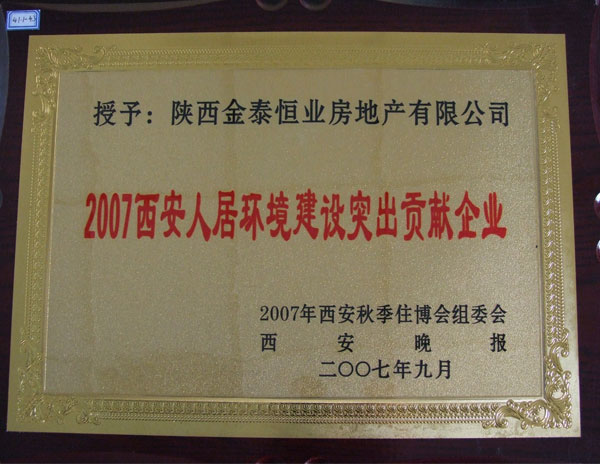 授予：陕西金泰恒业房地产有限公司
2007西安人居环境建设突出贡献企业
2007年西安秋季住博会组委会
西安晚报
二〇〇七年九月